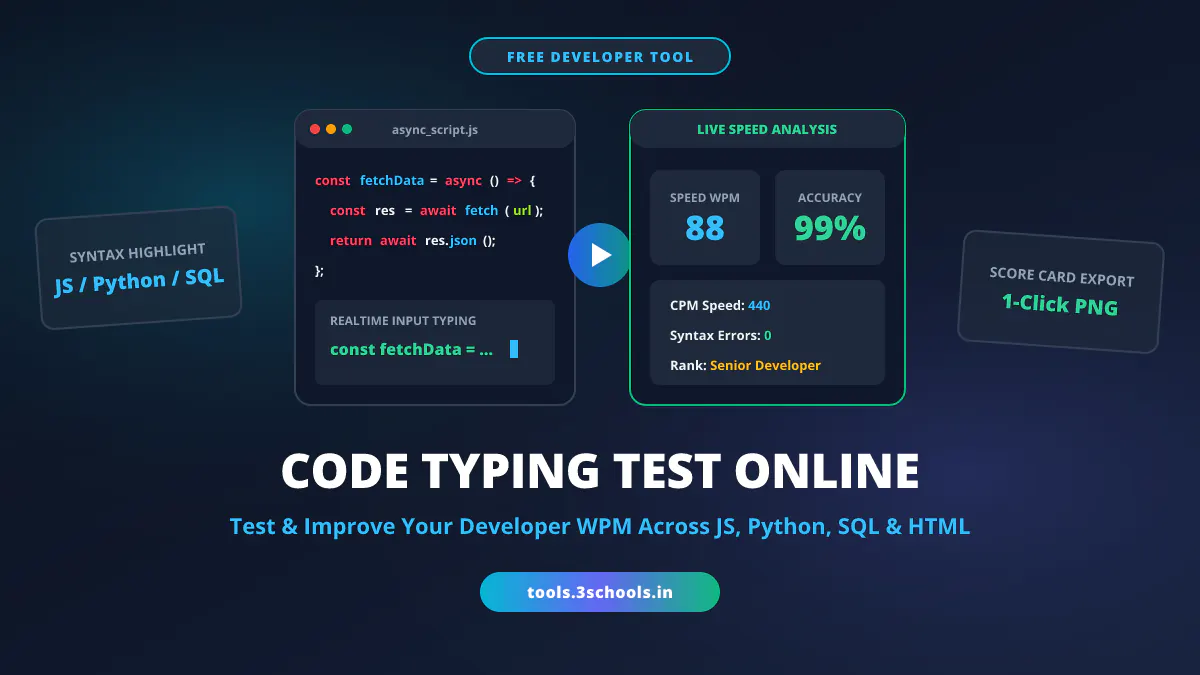 FREE DEVELOPER TOOL
async_script.js
const fetchData = async () => {
const res = await fetch (url);
return await res.json ();
};
REALTIME INPUT TYPING
const fetchData = ...
LIVE SPEED ANALYSIS
SPEED WPM
88
ACCURACY
99%
CPM Speed: 440
Syntax Errors: 0
Rank: Senior Developer
SYNTAX HIGHLIGHT
JS / Python / SQL
SCORE CARD EXPORT
1-Click PNG
CODE TYPING TEST ONLINE
Test & Improve Your Developer WPM Across JS, Python, SQL & HTML
tools.3schools.in